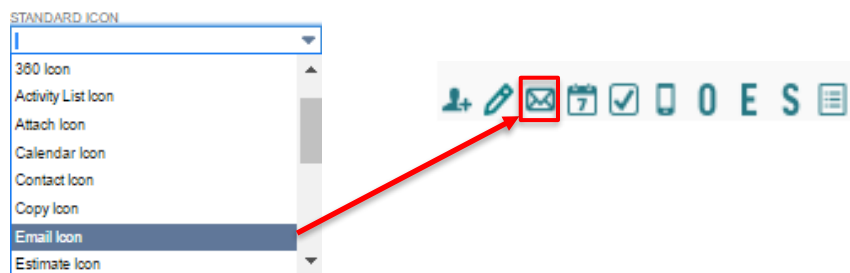 STANDARD ICON
360 Icon
Activity List Icon
Attach Icon
Calendar Icon
Contact Icon
Copy Icon
Email Icon
Estimate Icon
7 O E S